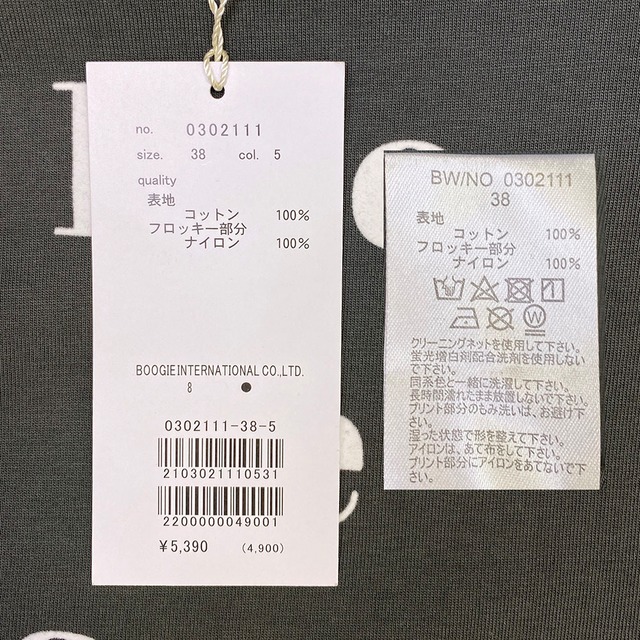 no. 0302111
size. 38 col. 5
quality
表地
コットン 100%
フロッキー部分
ナイロン 100%
BOOGIE INTERNATIONAL CO.,LTD.
8 ●
0302111-38-5
2103021110531
2200000049001
¥5,390 (4,900)
BW/NO 0302111
38
表地
コットン 100%
フロッキー部分
ナイロン 100%
クリーニングネットを使用して下さい。
蛍光増白剤配合洗剤を使用しない
で下さい。
同系色と一緒に洗濯して下さい。
長時間濡れたまま放置しないで下さい。
プリント部分のもみ洗いは、お避け下
さい。
湿った状態で形を整えて下さい。
アイロンは、あて布をして下さい。
プリント部分にアイロンをあてないで下
さい。
e